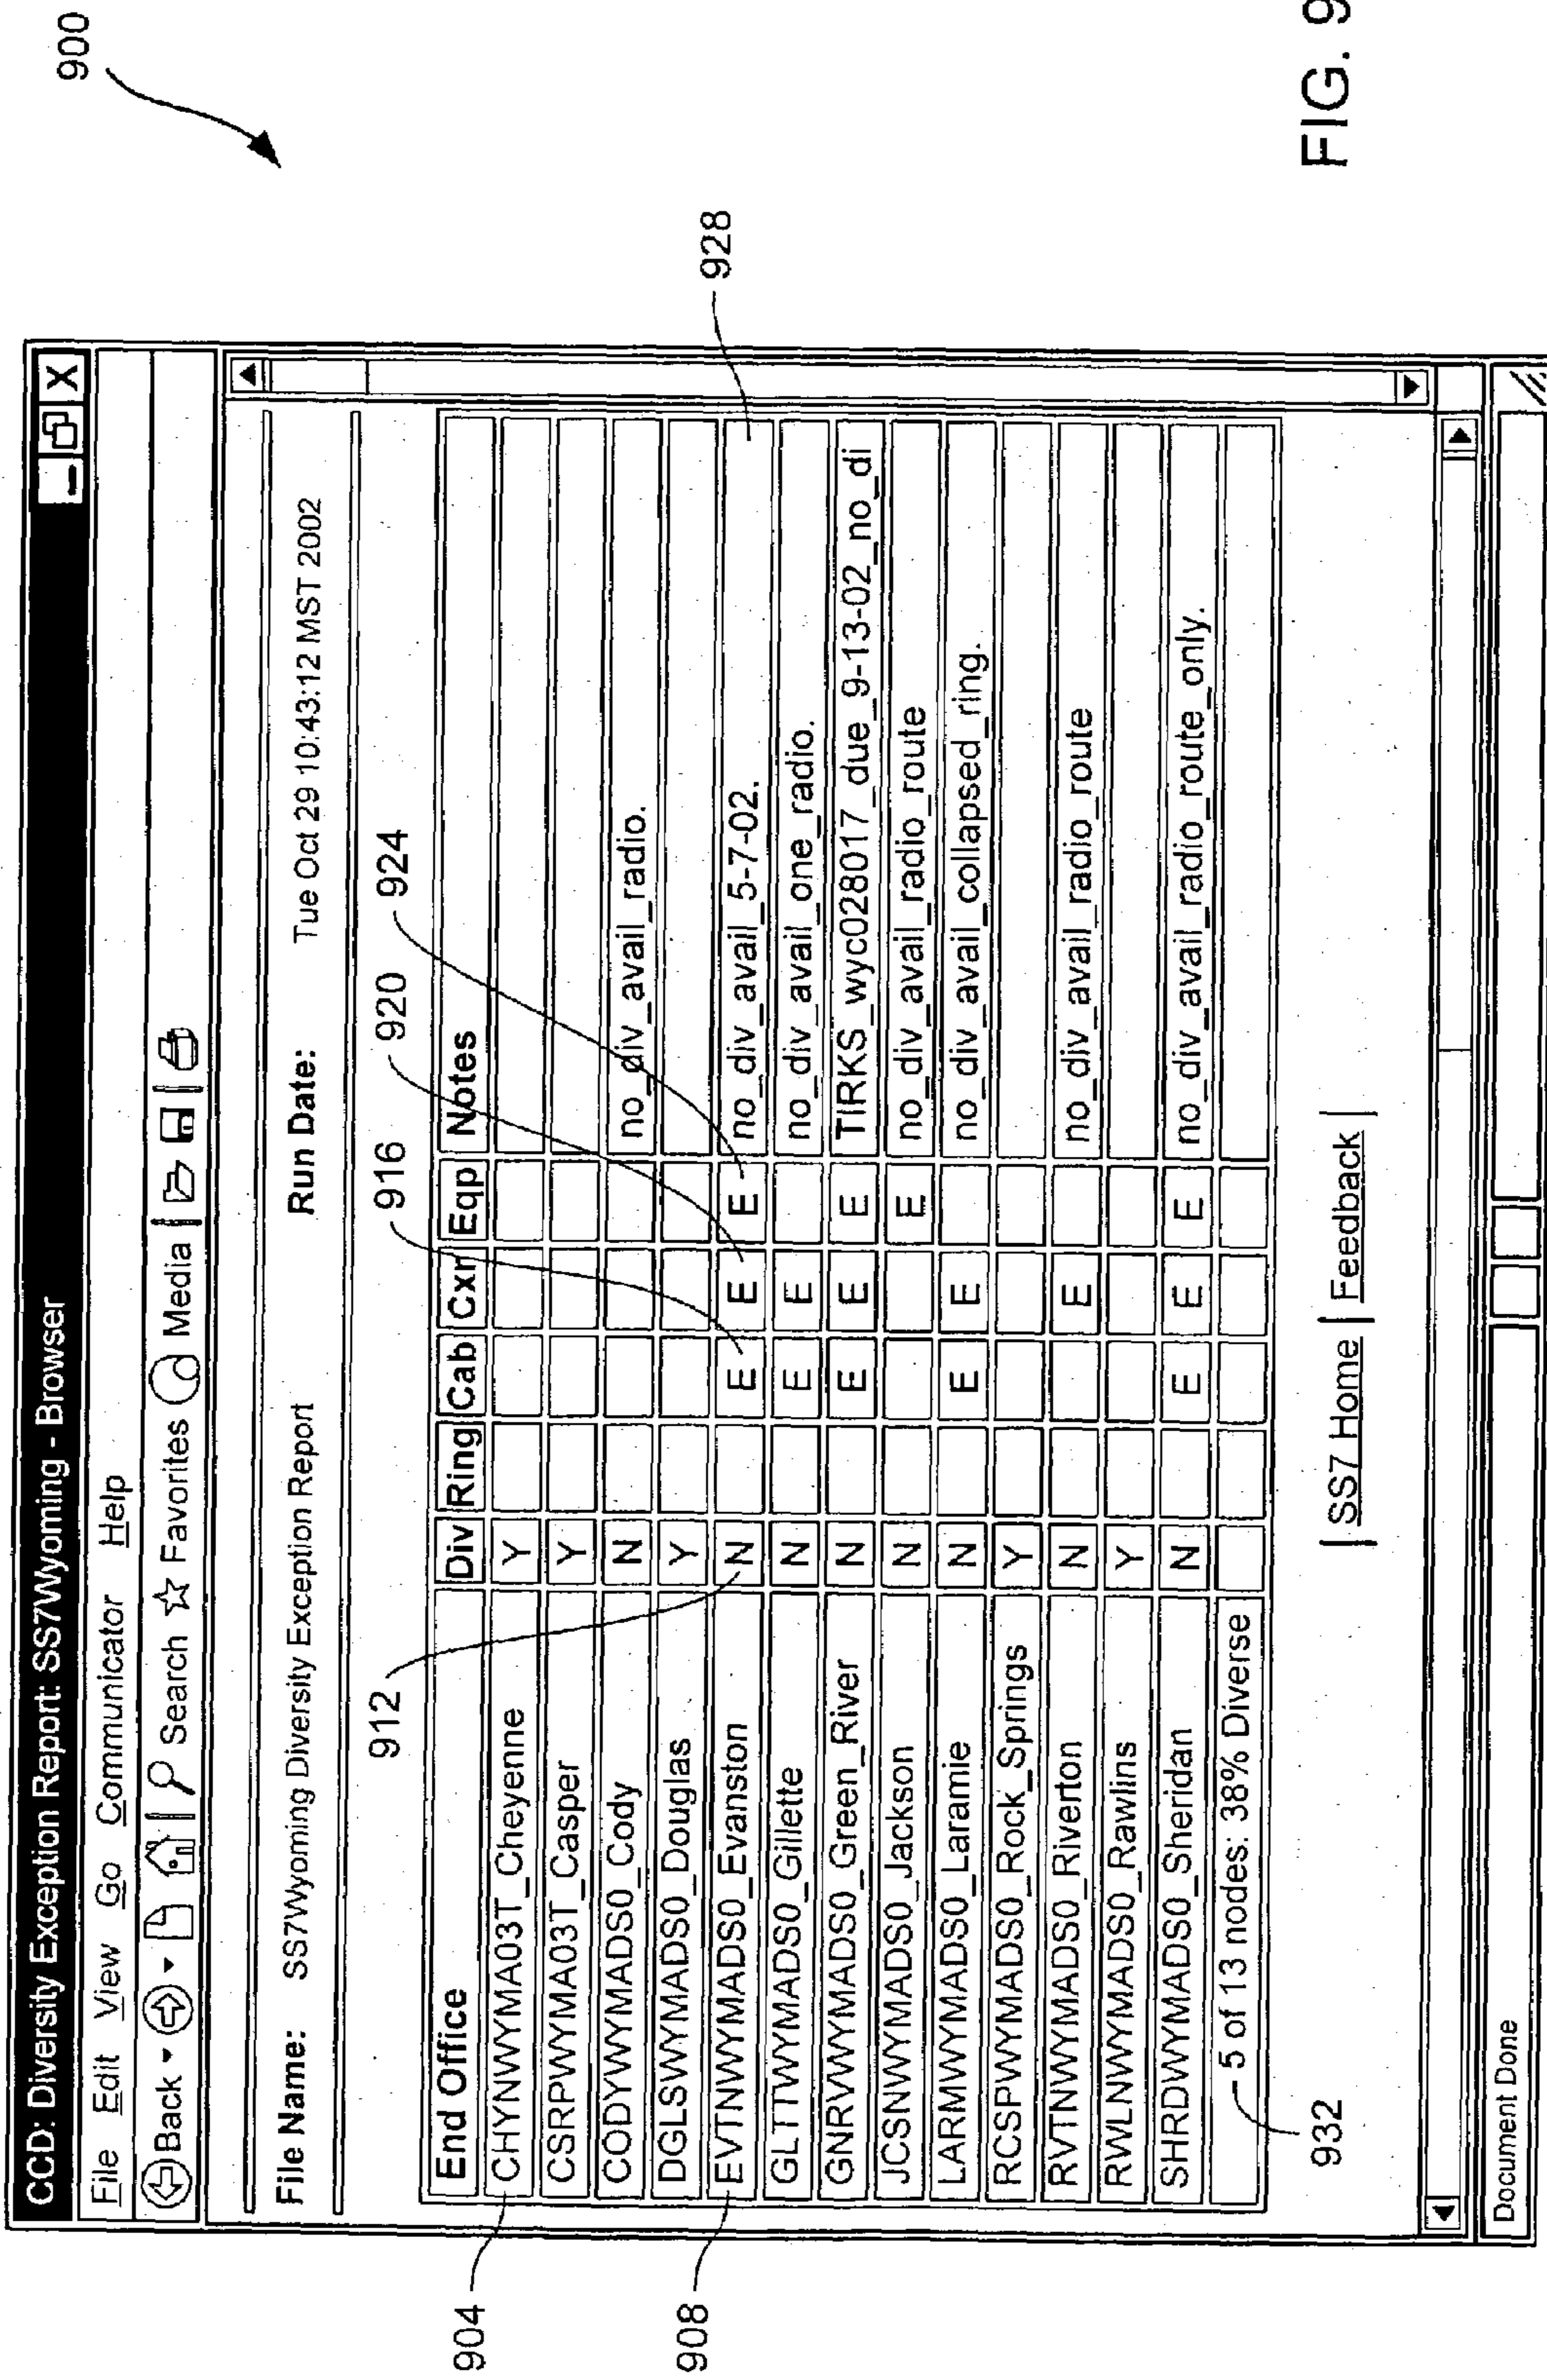 900
CCD: Diversity Exception Report: SS7Wyoming - Browser
File Edit View Go Communicator Help
Back Search Favorites Media
File Name: SS7Wyoming Diversity Exception Report Run Date: Tue Oct 29 10:43:12 MST 2002
912 916 920 924
End Office Div Ring Cab Cxr Eqp Notes
904 CHYNWYMA03T_Cheyenne Y
CSRPWYMA03T_Casper Y
CODYWYMADS0_Cody N no_div_avail_radio.
DGLSWYMADS0_Douglas Y
908 EVTNWYMADS0_Evanston N E E E no_div_avail_5-7-02. 928
GLTTWYMADS0_Gillette N E E no_div_avail_one_radio.
GNRVWYMADS0_Green_River N E E E TIRKS_wyc028017_due_9-13-02_no_di
JCSNWYMADS0_Jackson N E no_div_avail_radio_route
LARMWYMADS0_Laramie N E E no_div_avail_collapsed_ring.
RCSPWYMADS0_Rock_Springs Y
RVTNWYMADS0_Riverton N E no_div_avail_radio_route
RWLNWYMADS0_Rawlins Y
SHRDWYMADS0_Sheridan N E E E no_div_avail_radio_route_only.
5 of 13 nodes: 38% Diverse
932
| SS7 Home | Feedback |
Document Done
FIG. 9